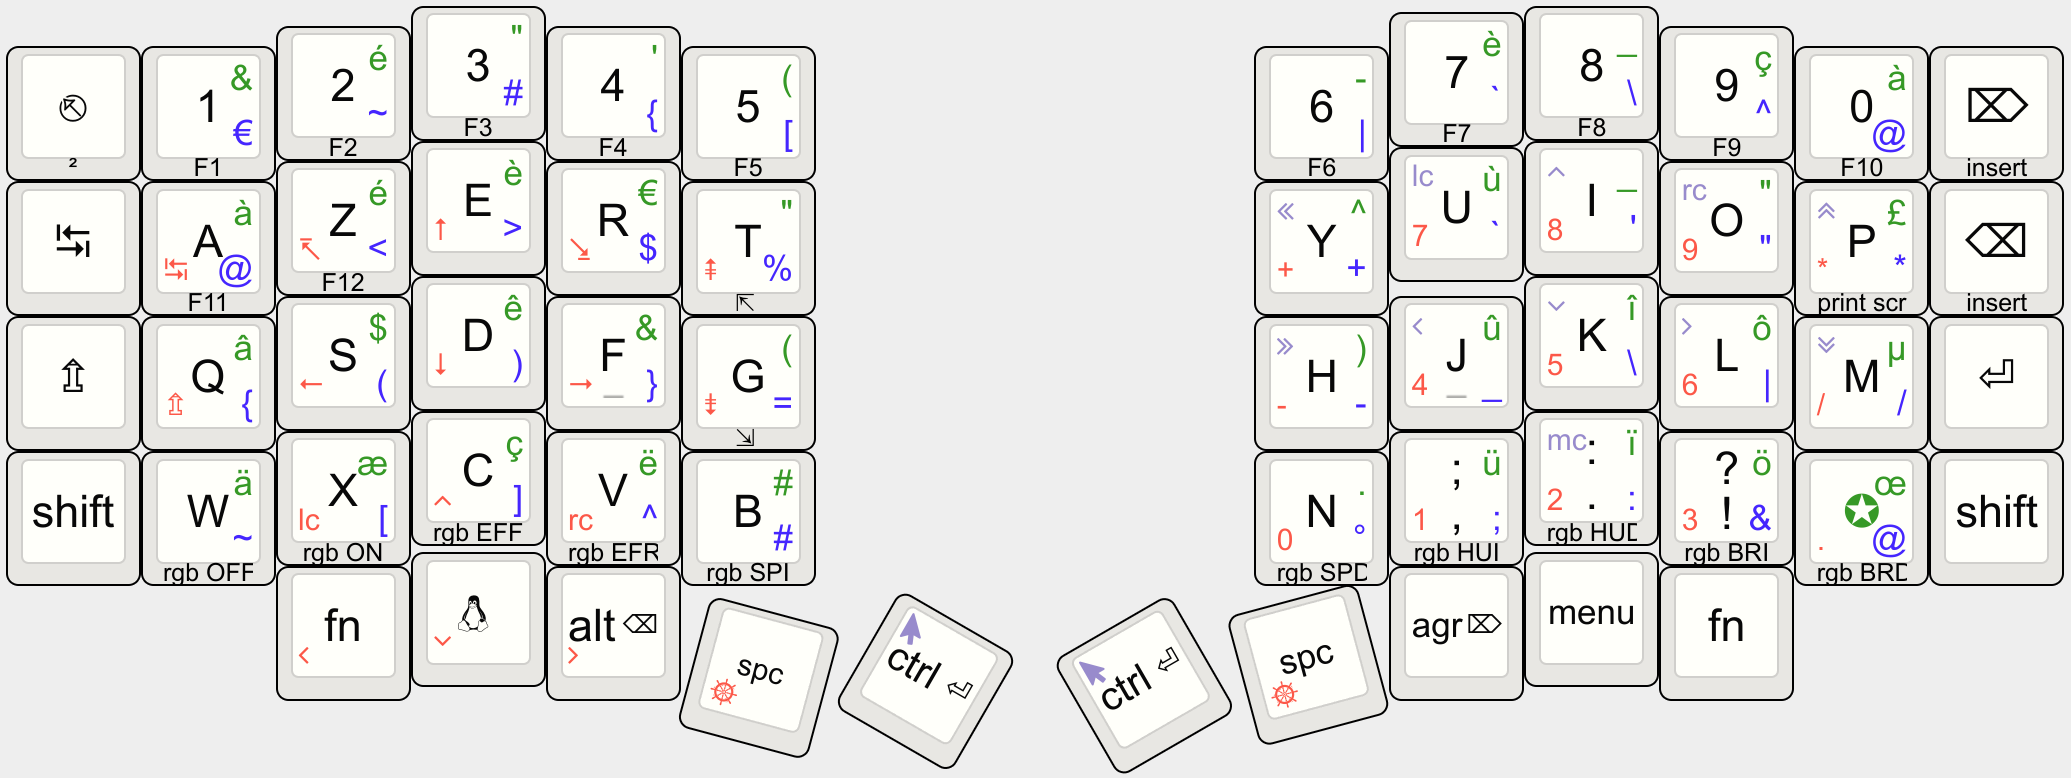 ⎋ ²
1 & € F1
2 é ~ F2
3 " # F3
4 ' { F4
5 ( [ F5
6 - | F6
7 è ` F7
8 _ \ F8
9 ç ^ F9
0 à @ F10
⌦ insert
↹
A à ↹ @ F11
Z é ↖ < F12
E è ↑ >
R € ↘ $
T " ⇞ % ⇱
« Y ^ + +
lc U ù 7 `
^ I _ 8 '
rc O " 9 "
P £ * * print scr
⌫ insert
⇫
Q â ⇫ {
S $ ← (
D ê ↓ )
F & → _ }
G ( ⇟ = ⇲
» H ) - -
< J û 4 _ _
K î 5 \
> L ô 6 |
M µ / /
⏎
shift
W ä ~ rgb OFF
X æ lc [ rgb ON
C ç ^ ] rgb EFF
V ë rc ^ rgb EFR
B # # rgb SPI
N · 0 ° rgb SPD
; ü 1 , ; rgb HUI
mc : ï 2 . : rgb HUD
? ö 3 ! & rgb BRI
✪ œ . @ rgb BRD
shift
fn <
alt ⌫ >
spc
ctrl ⏎
ctrl ⏎
spc
agr ⌦
menu
fn